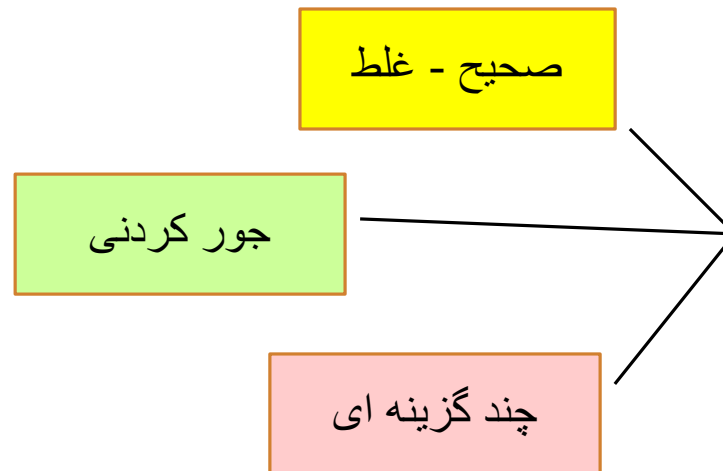 صحیح - غلط
جور کردنی
چند گزینه ای